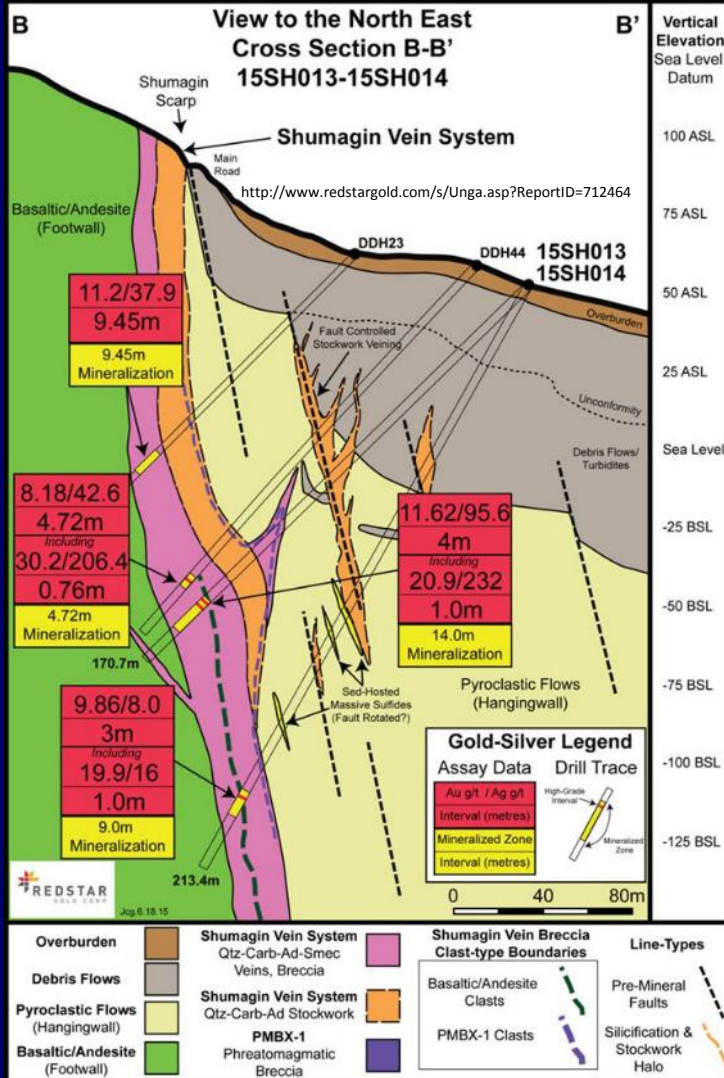 B
View to the North East
Cross Section B-B’
15SH013-15SH014
B’
Vertical
Elevation
Sea Level
Datum
Shumagin
Scarp
Shumagin Vein System
Main
Road
http://www.redstargold.com/s/Unga.asp?ReportID=712464
100 ASL
75 ASL
50 ASL
25 ASL
Sea Level
-25 BSL
-50 BSL
-75 BSL
-100 BSL
-125 BSL
Basaltic/Andesite
(Footwall)
DDH23
DDH44
15SH013
15SH014
Overburden
11.2/37.9
9.45m
9.45m
Mineralization
Fault Controlled
Stockwork Veining
Unconformity
Debris Flows/
Turbidites
8.18/42.6
4.72m
Including
30.2/206.4
0.76m
4.72m
Mineralization
11.62/95.6
4m
Including
20.9/232
1.0m
14.0m
Mineralization
170.7m
Sed-Hosted
Massive Sulfides
(Fault Rotated?)
Pyroclastic Flows
(Hangingwall)
9.86/8.0
3m
Including
19.9/16
1.0m
9.0m
Mineralization
213.4m
Gold-Silver Legend
Assay Data
Drill Trace
Au g/t / Ag g/t
Interval (metres)
Mineralized Zone
Interval (metres)
High-Grade
Interval
Mineralized
Zone
0 40 80m
REDSTAR
GOLD CORP
Jcg.6.18.15
Overburden
Debris Flows
Pyroclastic Flows
(Hangingwall)
Basaltic/Andesite
(Footwall)
Shumagin Vein System
Qtz-Carb-Ad-Smec
Veins, Breccia
Shumagin Vein System
Qtz-Carb-Ad Stockwork
PMBX-1
Phreatomagmatic
Breccia
Shumagin Vein Breccia
Clast-type Boundaries
Basaltic/Andesite
Clasts
PMBX-1 Clasts
Line-Types
Pre-Mineral
Faults
Silicification &
Stockwork
Halo